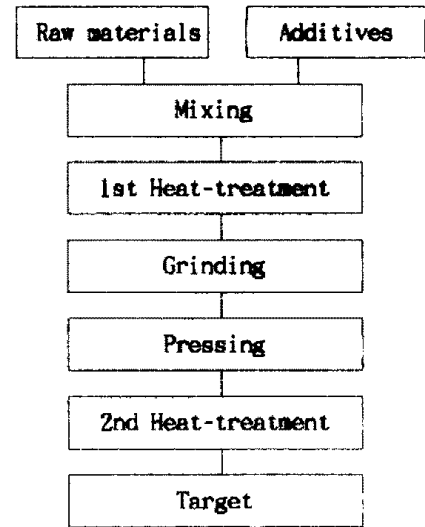 Raw materials
Additives
Mixing
1st Heat-treatment
Grinding
Pressing
2nd Heat-treatment
Target